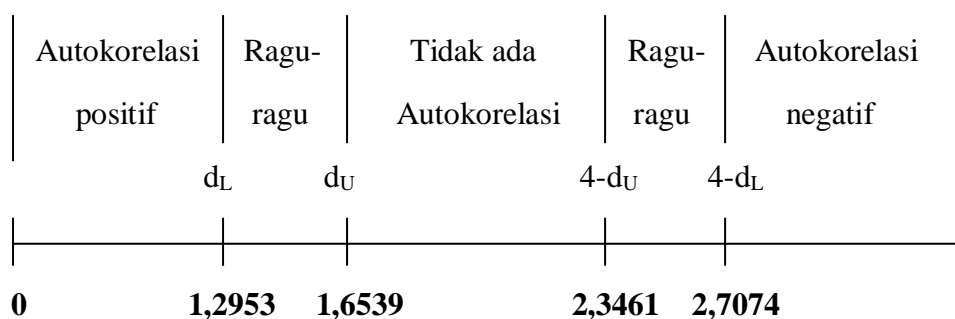 Autokorelasi Ragu- Tidak ada Ragu- Autokorelasi
positif ragu Autokorelasi ragu negatif
dL dU 4-dU 4-dL
0 1,2953 1,6539 2,3461 2,7074